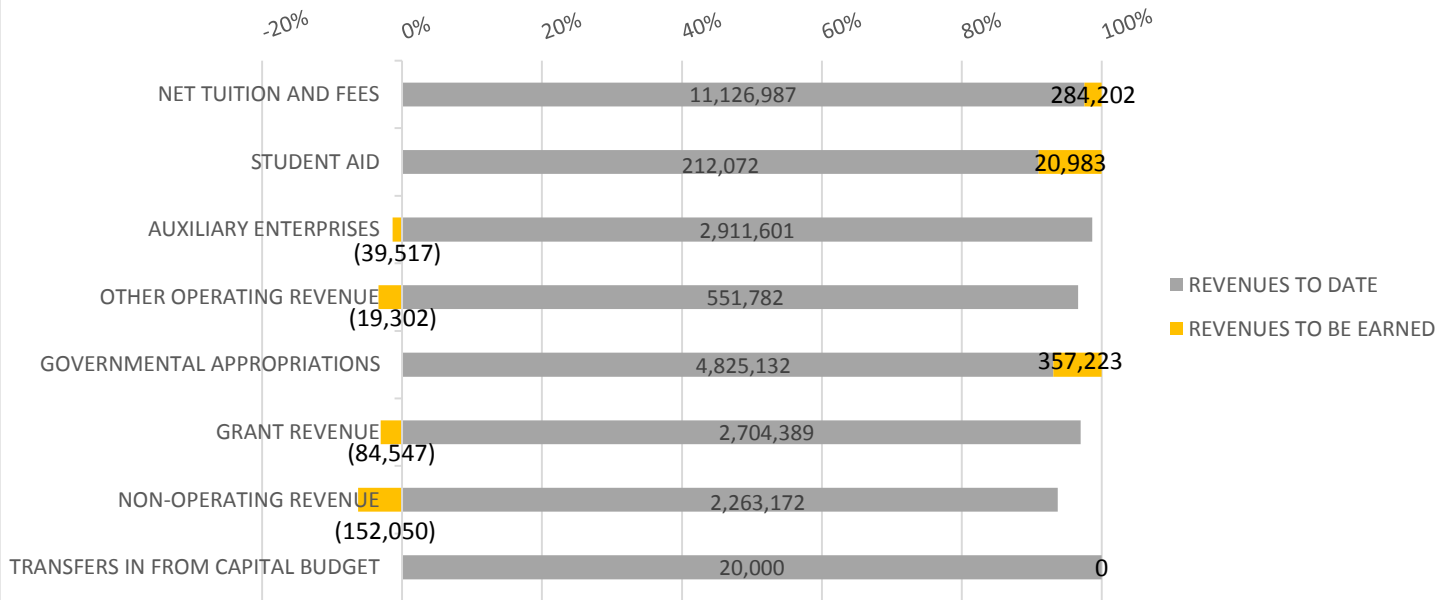 -20% 0% 20% 40% 60% 80% 100%
NET TUITION AND FEES 11,126,987 284,202
STUDENT AID 212,072 20,983
AUXILIARY ENTERPRISES 2,911,601
(39,517)
OTHER OPERATING REVENUE 551,782
(19,302)
GOVERNMENTAL APPROPRIATIONS 4,825,132 357,223
GRANT REVENUE 2,704,389
(84,547)
NON-OPERATING REVENUE 2,263,172
(152,050)
TRANSFERS IN FROM CAPITAL BUDGET 20,000 0
REVENUES TO DATE
REVENUES TO BE EARNED